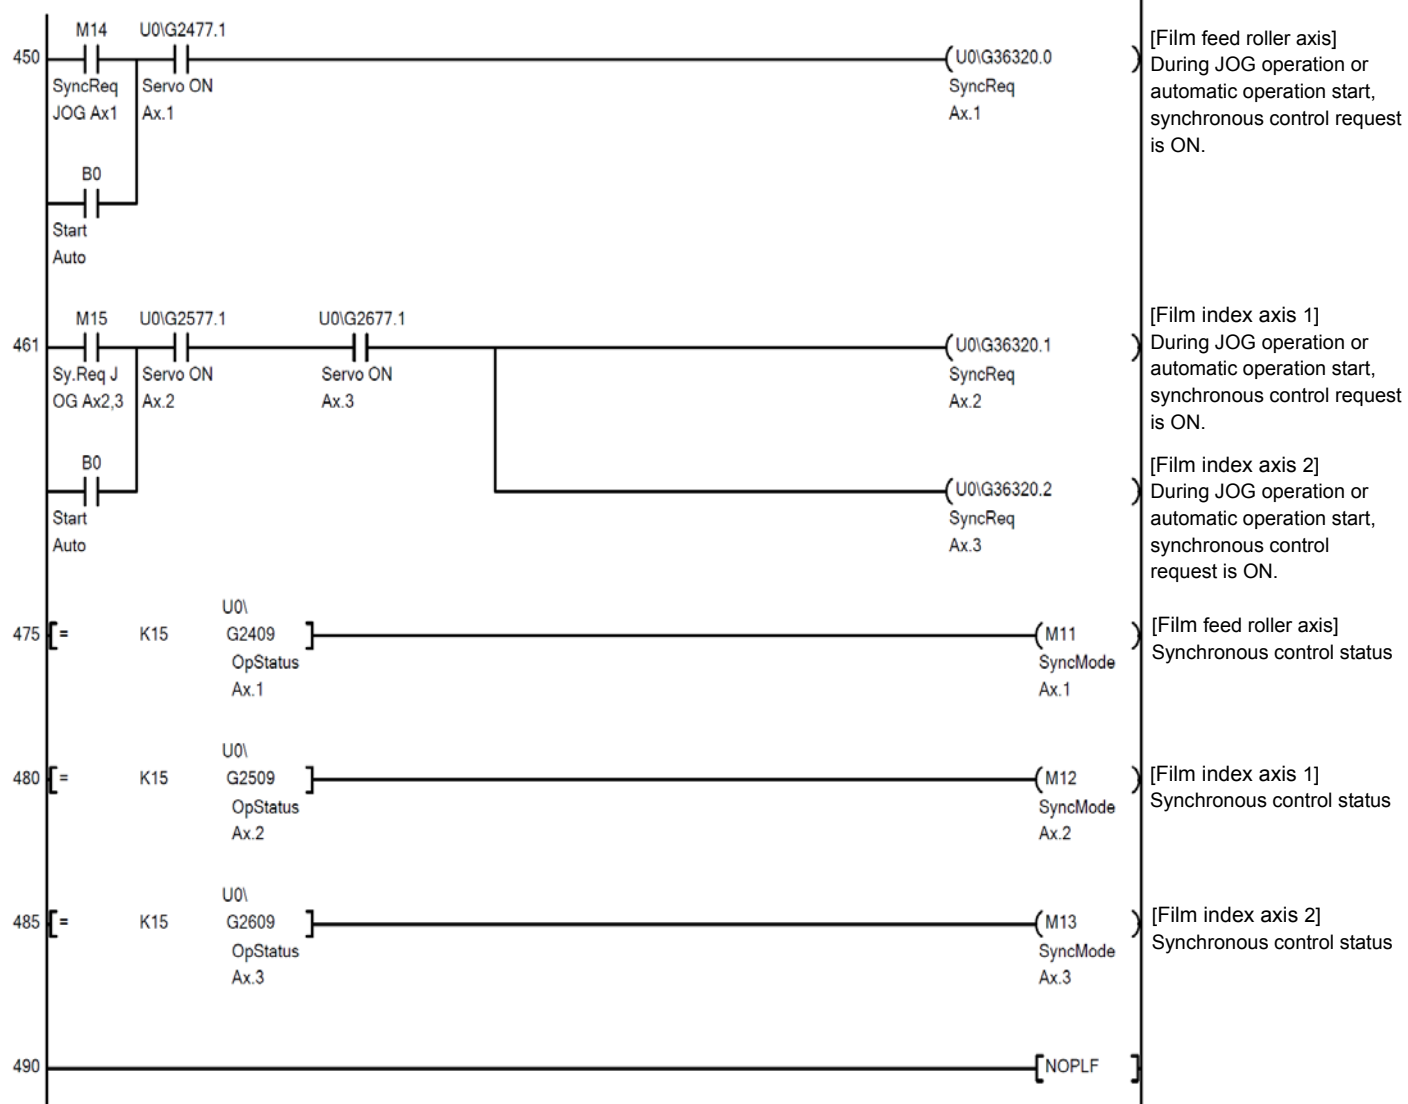 M14 U0\G2477.1
450 (U0\G36320.0 )
SyncReq Servo ON SyncReq
JOG Ax1 Ax.1 Ax.1
[Film feed roller axis]
During JOG operation or
automatic operation start,
synchronous control request
is ON.
B0
Start
Auto
M15 U0\G2577.1 U0\G2677.1
461 (U0\G36320.1 )
Sy.Req J Servo ON Servo ON SyncReq
OG Ax2,3 Ax.2 Ax.3 Ax.2
[Film index axis 1]
During JOG operation or
automatic operation start,
synchronous control request
is ON.
B0
(U0\G36320.2 )
Start SyncReq
Auto Ax.3
[Film index axis 2]
During JOG operation or
automatic operation start,
synchronous control
request is ON.
U0\
475 [= K15 G2409 ] (M11 )
OpStatus SyncMode
Ax.1 Ax.1
[Film feed roller axis]
Synchronous control status
U0\
480 [= K15 G2509 ] (M12 )
OpStatus SyncMode
Ax.2 Ax.2
[Film index axis 1]
Synchronous control status
U0\
485 [= K15 G2609 ] (M13 )
OpStatus SyncMode
Ax.3 Ax.3
[Film index axis 2]
Synchronous control status
490 [NOPLF ]